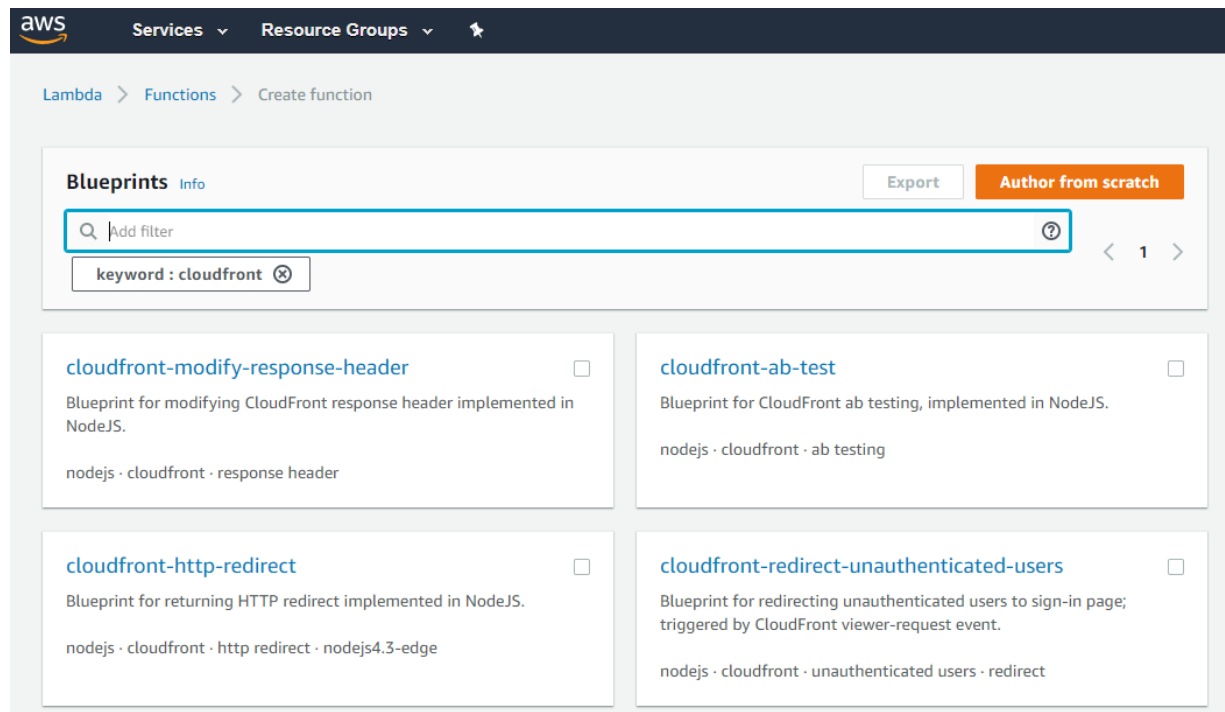 aws Services Resource Groups
Lambda > Functions > Create function
Blueprints Info
Export
Author from scratch
Add filter
1
keyword : cloudfront
cloudfront-modify-response-header
Blueprint for modifying CloudFront response header implemented in
NodeJS.
nodejs · cloudfront · response header
cloudfront-ab-test
Blueprint for CloudFront ab testing, implemented in NodeJS.
nodejs · cloudfront · ab testing
cloudfront-http-redirect
Blueprint for returning HTTP redirect implemented in NodeJS.
nodejs · cloudfront · http redirect · nodejs4.3-edge
cloudfront-redirect-unauthenticated-users
Blueprint for redirecting unauthenticated users to sign-in page;
triggered by CloudFront viewer-request event.
nodejs · cloudfront · unauthenticated users · redirect